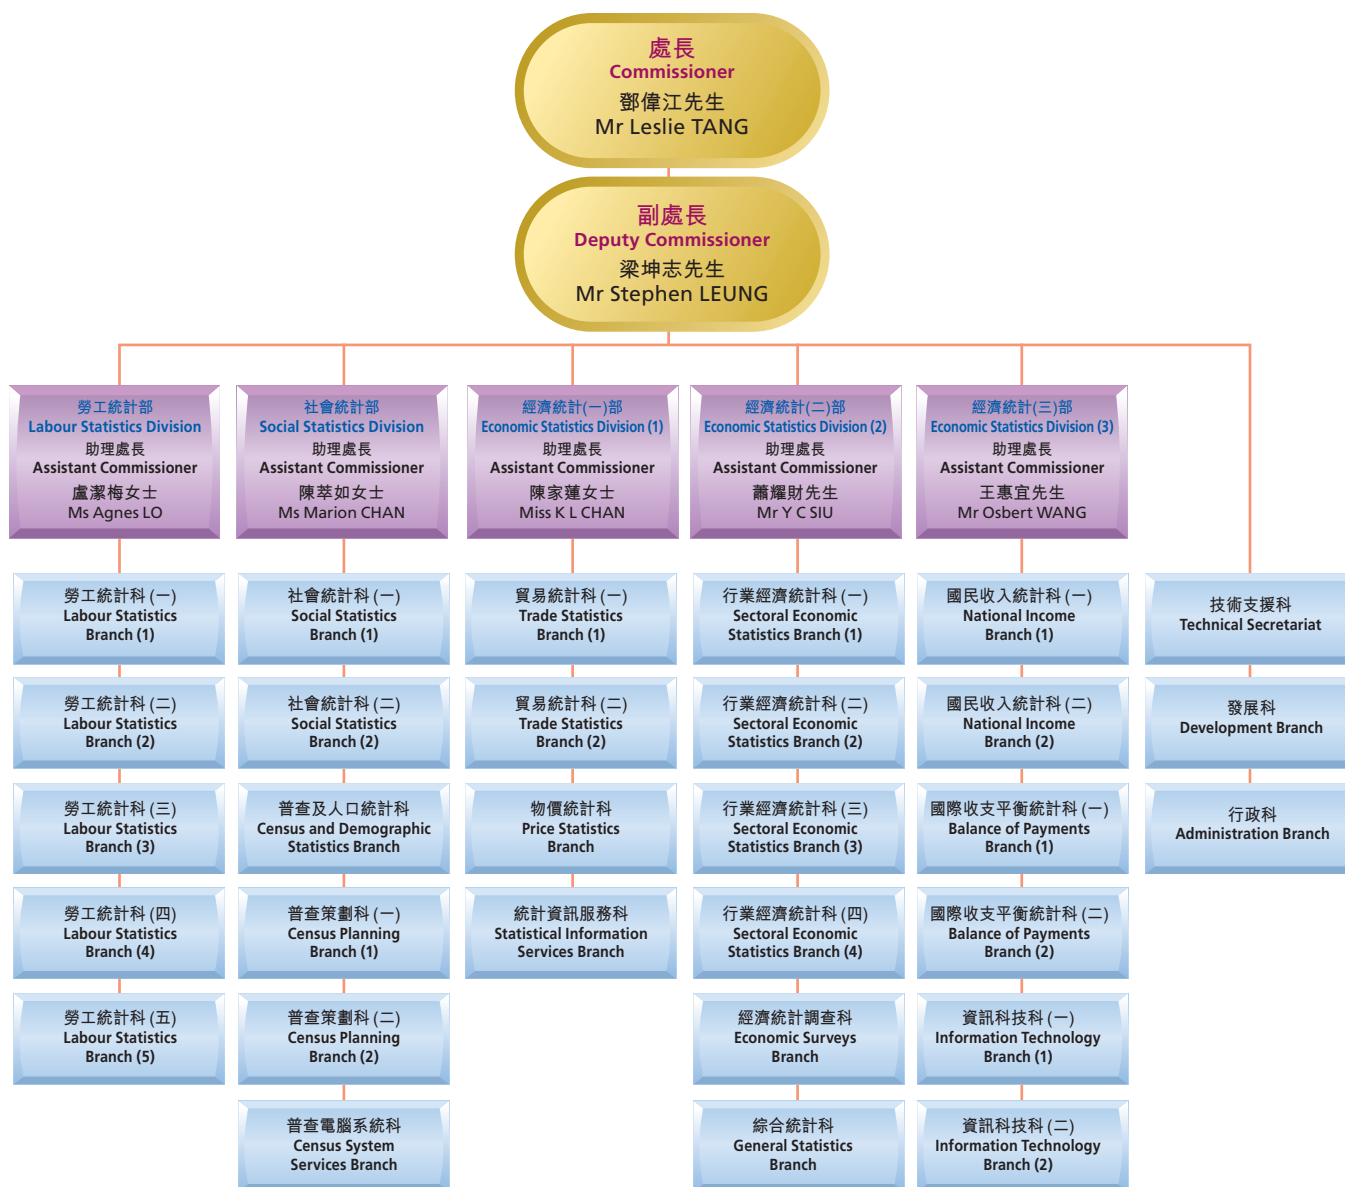 處長
Commissioner
鄧偉江先生
Mr Leslie TANG
副處長
Deputy Commissioner
梁坤志先生
Mr Stephen LEUNG
勞工統計部
Labour Statistics Division
助理處長
Assistant Commissioner
盧潔梅女士
Ms Agnes LO
社會統計部
Social Statistics Division
助理處長
Assistant Commissioner
陳萃如女士
Ms Marion CHAN
經濟統計(一)部
Economic Statistics Division (1)
助理處長
Assistant Commissioner
陳家蓮女士
Miss K L CHAN
經濟統計(二)部
Economic Statistics Division (2)
助理處長
Assistant Commissioner
蕭耀財先生
Mr Y C SIU
經濟統計(三)部
Economic Statistics Division (3)
助理處長
Assistant Commissioner
王惠宜先生
Mr Osbert WANG
勞工統計科 (一)
Labour Statistics
Branch (1)
勞工統計科 (二)
Labour Statistics
Branch (2)
勞工統計科 (三)
Labour Statistics
Branch (3)
勞工統計科 (四)
Labour Statistics
Branch (4)
勞工統計科 (五)
Labour Statistics
Branch (5)
社會統計科 (一)
Social Statistics
Branch (1)
社會統計科 (二)
Social Statistics
Branch (2)
普查及人口統計科
Census and Demographic
Statistics Branch
普查策劃科 (一)
Census Planning
Branch (1)
普查策劃科 (二)
Census Planning
Branch (2)
普查電腦系統科
Census System
Services Branch
貿易統計科 (一)
Trade Statistics
Branch (1)
貿易統計科 (二)
Trade Statistics
Branch (2)
物價統計科
Price Statistics
Branch
統計資訊服務科
Statistical Information
Services Branch
行業經濟統計科 (一)
Sectoral Economic
Statistics Branch (1)
行業經濟統計科 (二)
Sectoral Economic
Statistics Branch (2)
行業經濟統計科 (三)
Sectoral Economic
Statistics Branch (3)
行業經濟統計科 (四)
Sectoral Economic
Statistics Branch (4)
經濟統計調查科
Economic Surveys
Branch
綜合統計科
General Statistics
Branch
國民收入統計科 (一)
National Income
Branch (1)
國民收入統計科 (二)
National Income
Branch (2)
國際收支平衡統計科 (一)
Balance of Payments
Branch (1)
國際收支平衡統計科 (二)
Balance of Payments
Branch (2)
資訊科技科 (一)
Information Technology
Branch (1)
資訊科技科 (二)
Information Technology
Branch (2)
技術支援科
Technical Secretariat
發展科
Development Branch
行政科
Administration Branch